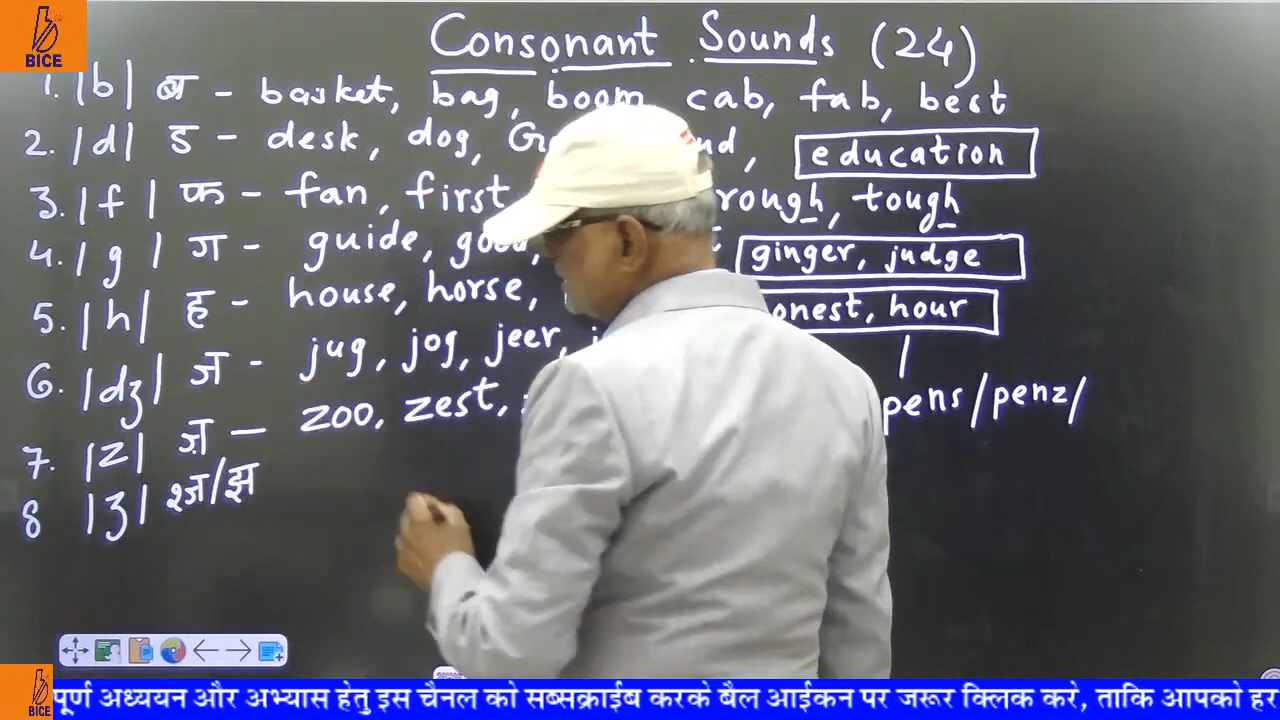 BICE
Consonant Sounds (24)
1. |b| ब - basket, bag, boom, cab, fab, best
2. |d| ड - desk, dog, education
3. |f| फ - fan, first tough
4. |g| ग - guide, good, ginger, judge
5. |h| ह - house, horse, hour
6. |dʒ| ज - jug, jog, jeer,
7. |z| ज़ - zoo, zest, pens /penz/
8 |ʒ| श्ज/झ
BICE
पूर्ण अध्ययन और अभ्यास हेतु इस चैनल को सब्सक्राईब करके बैल आईकन पर जरूर क्लिक करे, ताकि आपको हर